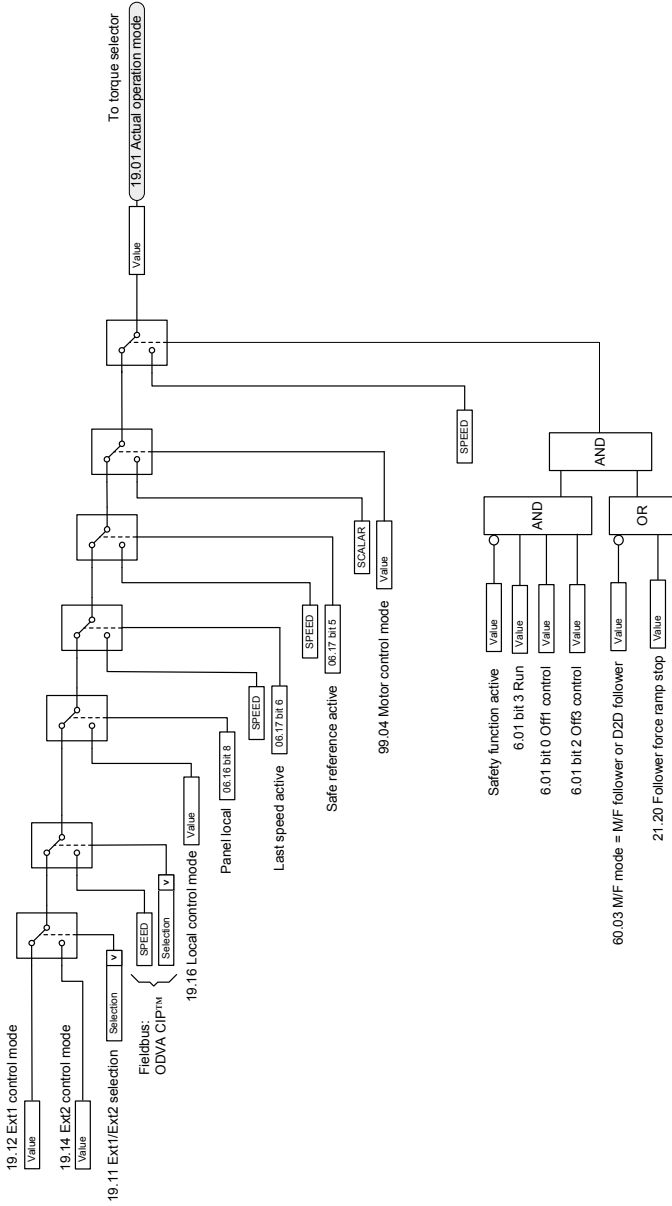 19.12 Ext1 control mode
Value
19.14 Ext2 control mode
Value
19.11 Ext1/Ext2 selection
Selection
v
Fieldbus:
ODVA CIP™
SPEED
Selection
v
19.16 Local control mode
Value
Panel local
06.16 bit 8
SPEED
Last speed active
06.17 bit 6
SPEED
Safe reference active
06.17 bit 5
SCALAR
99.04 Motor control mode
Value
SPEED
To torque selector
Value
19.01 Actual operation mode
Safety function active
Value
6.01 bit 3 Run
Value
6.01 bit 0 Off1 control
Value
6.01 bit 2 Off3 control
Value
AND
60.03 M/F mode = M/F follower or D2D follower
Value
21.20 Follower force ramp stop
Value
OR
AND